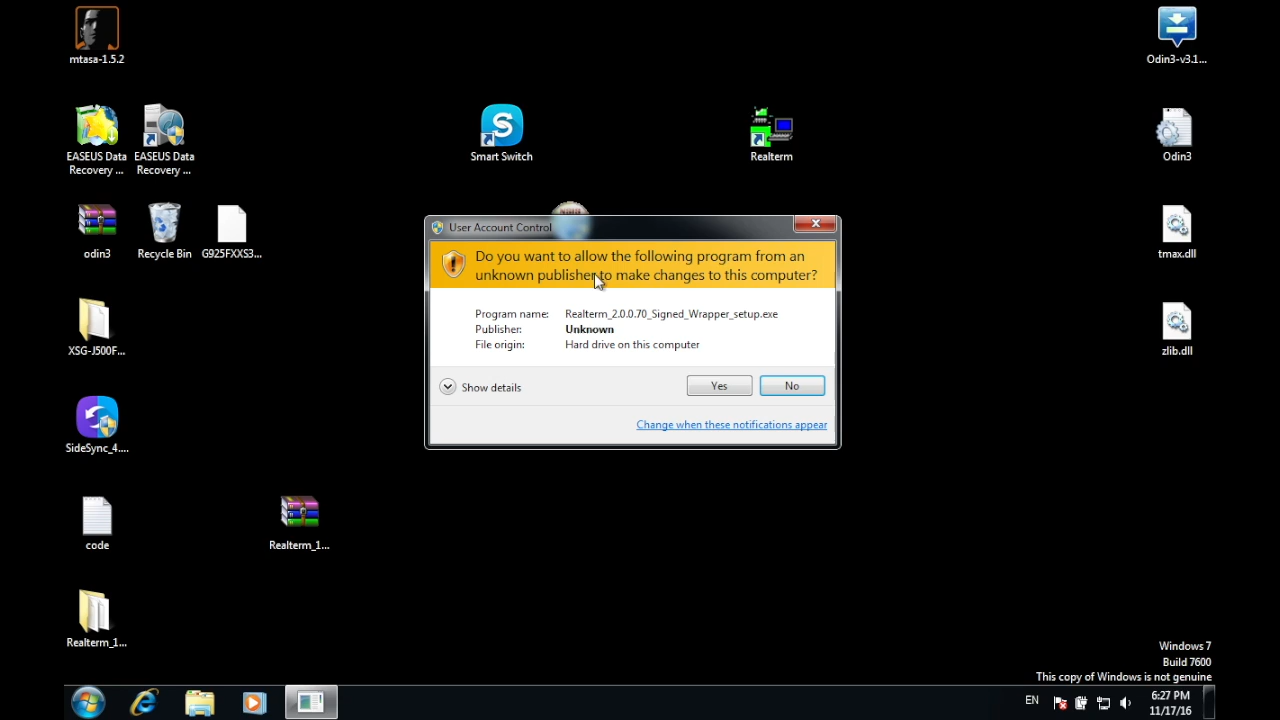 mtasa-1.5.2
Odin3-v3.1...
EASEUS Data
Recovery ...
EASEUS Data
Recovery ...
Smart Switch
Realterm
Odin3
odin3
Recycle Bin
G925FXXS3...
tmax.dll
User Account Control
Do you want to allow the following program from an
unknown publisher to make changes to this computer?
Program name: Realterm_2.0.0.70_Signed_Wrapper_setup.exe
Publisher: Unknown
File origin: Hard drive on this computer
Show details
Yes
No
Change when these notifications appear
XSG-J500F...
zlib.dll
SideSync_4....
code
Realterm_1...
Realterm_1...
Windows 7
Build 7600
This copy of Windows is not genuine
EN
6:27 PM
11/17/16